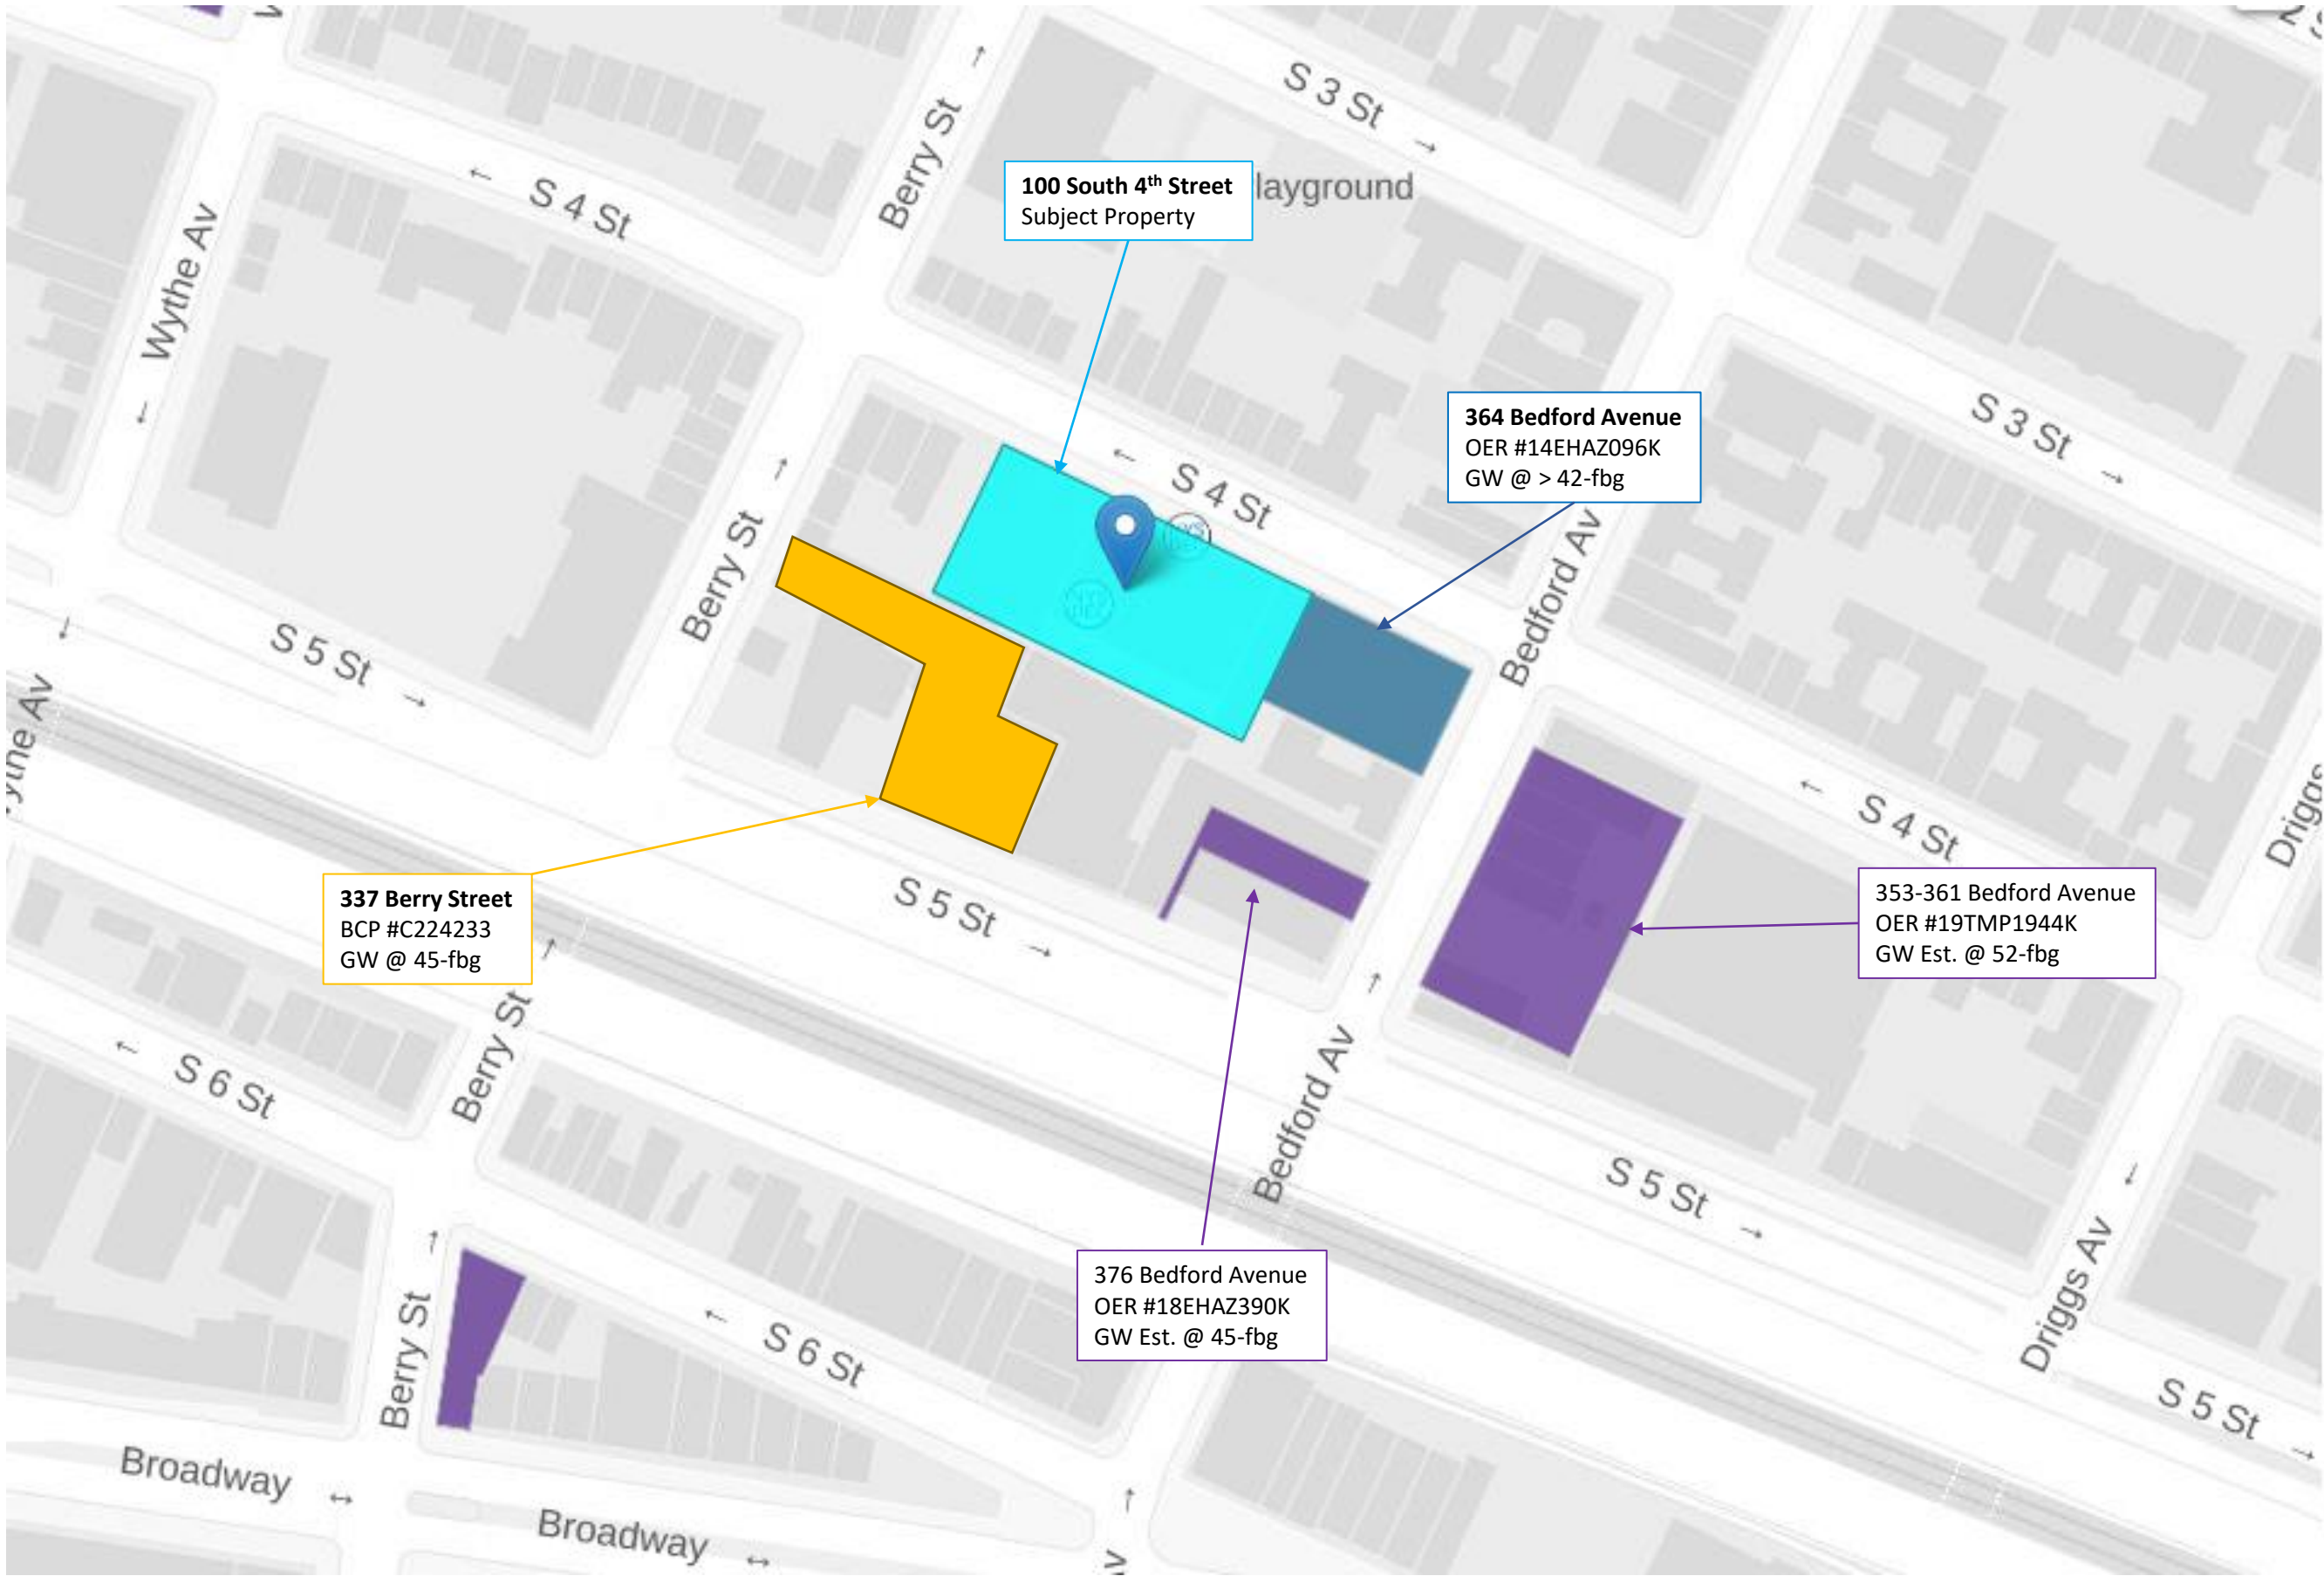 S 3 St →
Berry St →
← S 4 St
Wythe Av
←
100 South 4th Street
Subject Property
layground
364 Bedford Avenue
OER #14EHAZ096K
GW @ > 42-fbg
S 3 St →
← S 4 St
Bedford Av
Berry St →
S 5 St →
337 Berry Street
BCP #C224233
GW @ 45-fbg
S 5 St →
← S 4 St
Driggs
353-361 Bedford Avenue
OER #19TMP1944K
GW Est. @ 52-fbg
← S 6 St
Berry St →
Bedford Av →
S 5 St →
376 Bedford Avenue
OER #18EHAZ390K
GW Est. @ 45-fbg
Driggs Av
←
Berry St →
← S 6 St
S 5 St →
Broadway ↔
Broadway ↔